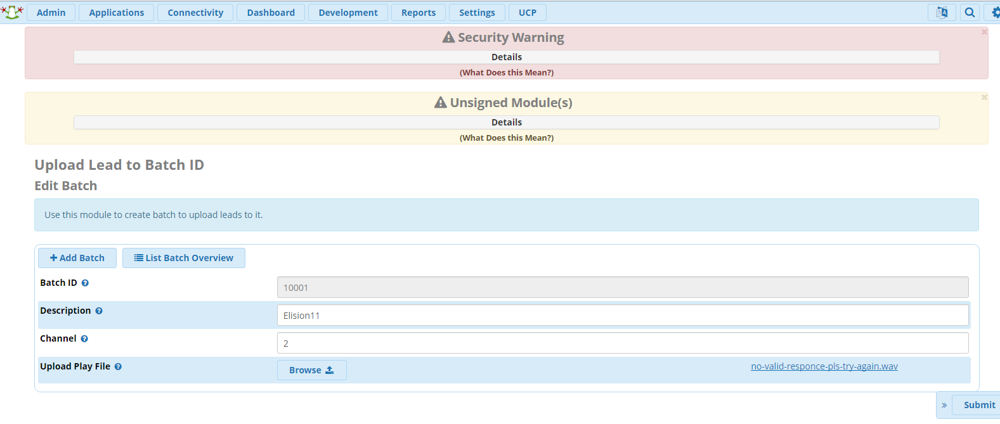 Admin Applications Connectivity Dashboard Development Reports Settings UCP
Security Warning
Details
(What Does this Mean?)
Unsigned Module(s)
Details
(What Does this Mean?)
Upload Lead to Batch ID
Edit Batch
Use this module to create batch to upload leads to it.
Add Batch List Batch Overview
Batch ID 10001
Description Elision11
Channel 2
Upload Play File Browse no-valid-responce-pls-try-again.wav
» Submit